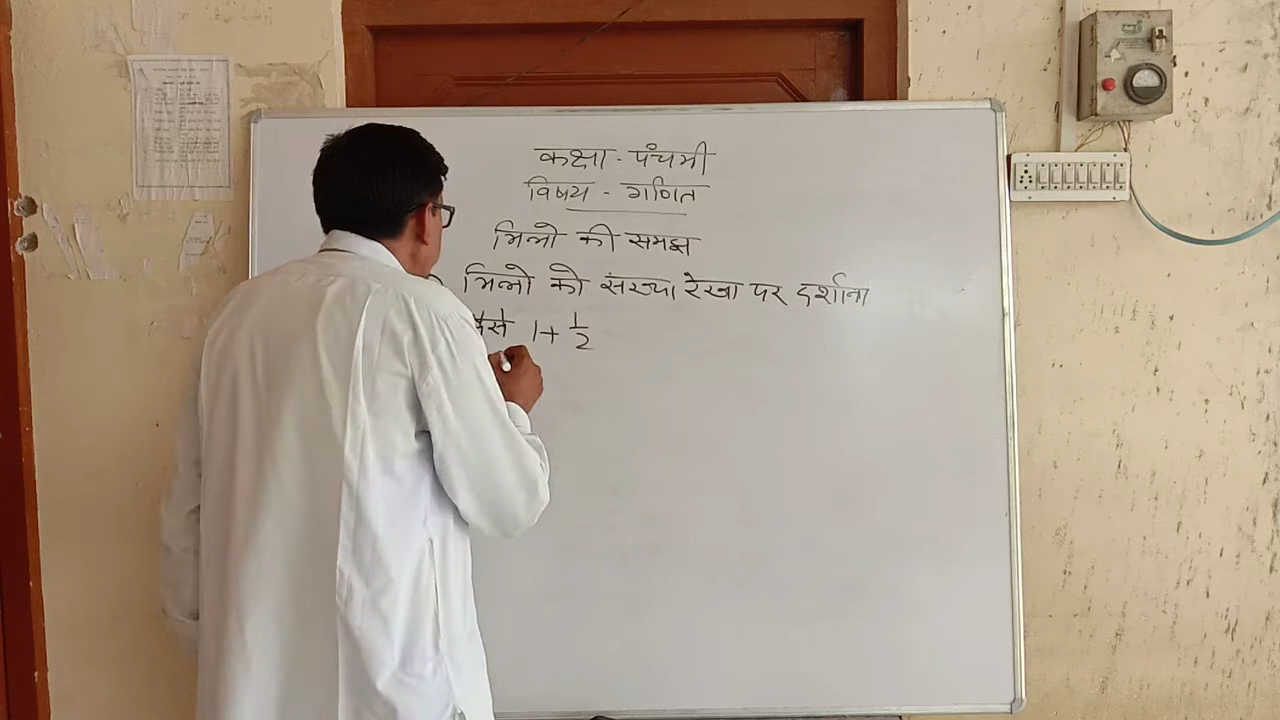 कक्षा - पंचमी
विषय - गणित
भिन्नो की समझ
भिन्नो को संख्या रेखा पर दर्शाना
जैसे 1 + 1/2